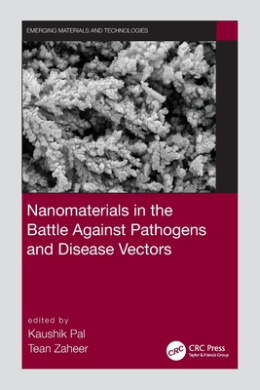 EMERGING MATERIALS AND TECHNOLOGIES
Nanomaterials in the
Battle Against Pathogens
and Disease Vectors
edited by
Kaushik Pal
Tean Zaheer
CRC
CRC Press
Taylor & Francis Group